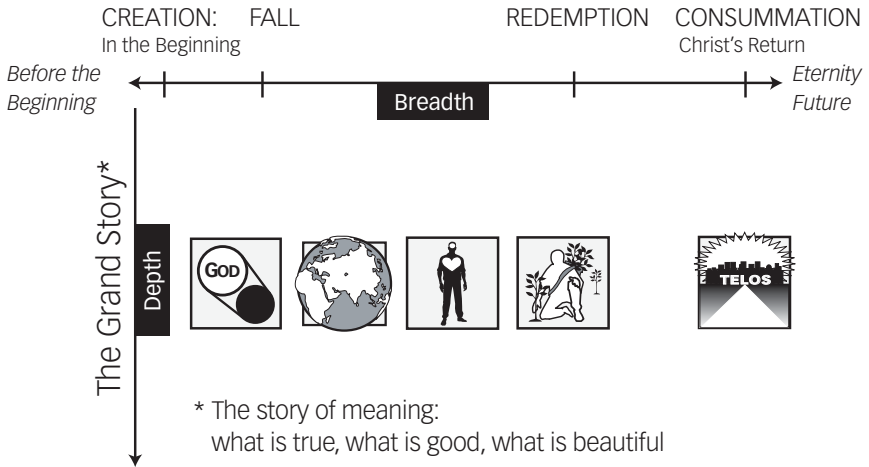 CREATION: FALL REDEMPTION CONSUMMATION
In the Beginning Christ's Return
Before the
Beginning
Eternity
Future
Breadth
The Grand Story*
Depth
GOD
TELOS
* The story of meaning:
what is true, what is good, what is beautiful